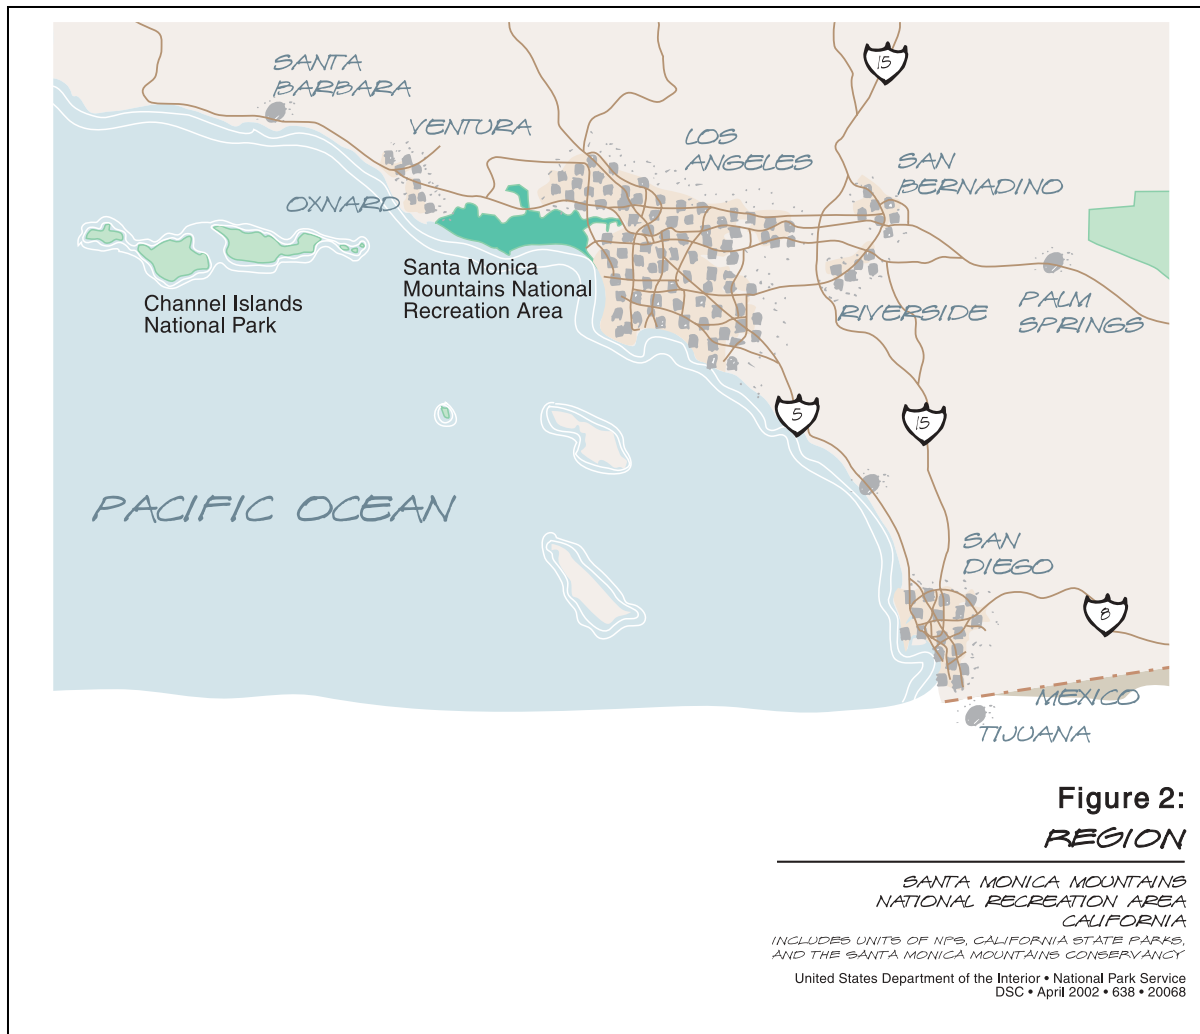 15
SANTA
BARBARA
VENTURA
LOS
ANGELES
SAN
BERNADINO
OXNARD
Santa Monica
Mountains National
Recreation Area
Channel Islands
National Park
RIVERSIDE
PALM
SPRINGS
5
15
PACIFIC OCEAN
SAN
DIEGO
8
MEXICO
TIJUANA
Figure 2:
REGION
SANTA MONICA MOUNTAINS
NATIONAL RECREATION AREA
CALIFORNIA
INCLUDES UNITS OF NPS, CALIFORNIA STATE PARKS,
AND THE SANTA MONICA MOUNTAINS CONSERVANCY
United States Department of the Interior • National Park Service
DSC • April 2002 • 638 • 20068